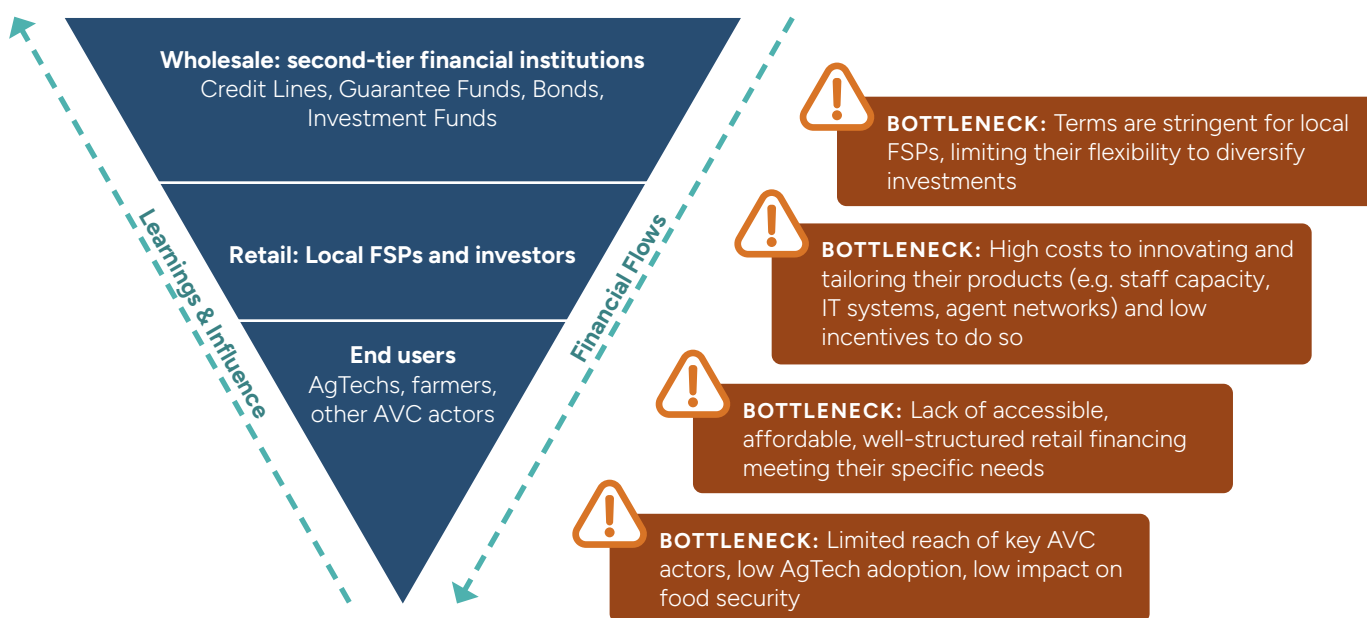 Wholesale: second-tier financial institutions
Credit Lines, Guarantee Funds, Bonds,
Investment Funds
Retail: Local FSPs and investors
End users
AgTechs, farmers,
other AVC actors
Learnings & Influence
Financial Flows
BOTTLENECK: Terms are stringent for local
FSPs, limiting their flexibility to diversify
investments
BOTTLENECK: High costs to innovating and
tailoring their products (e.g. staff capacity,
IT systems, agent networks) and low
incentives to do so
BOTTLENECK: Lack of accessible,
affordable, well-structured retail financing
meeting their specific needs
BOTTLENECK: Limited reach of key AVC
actors, low AgTech adoption, low impact on
food security